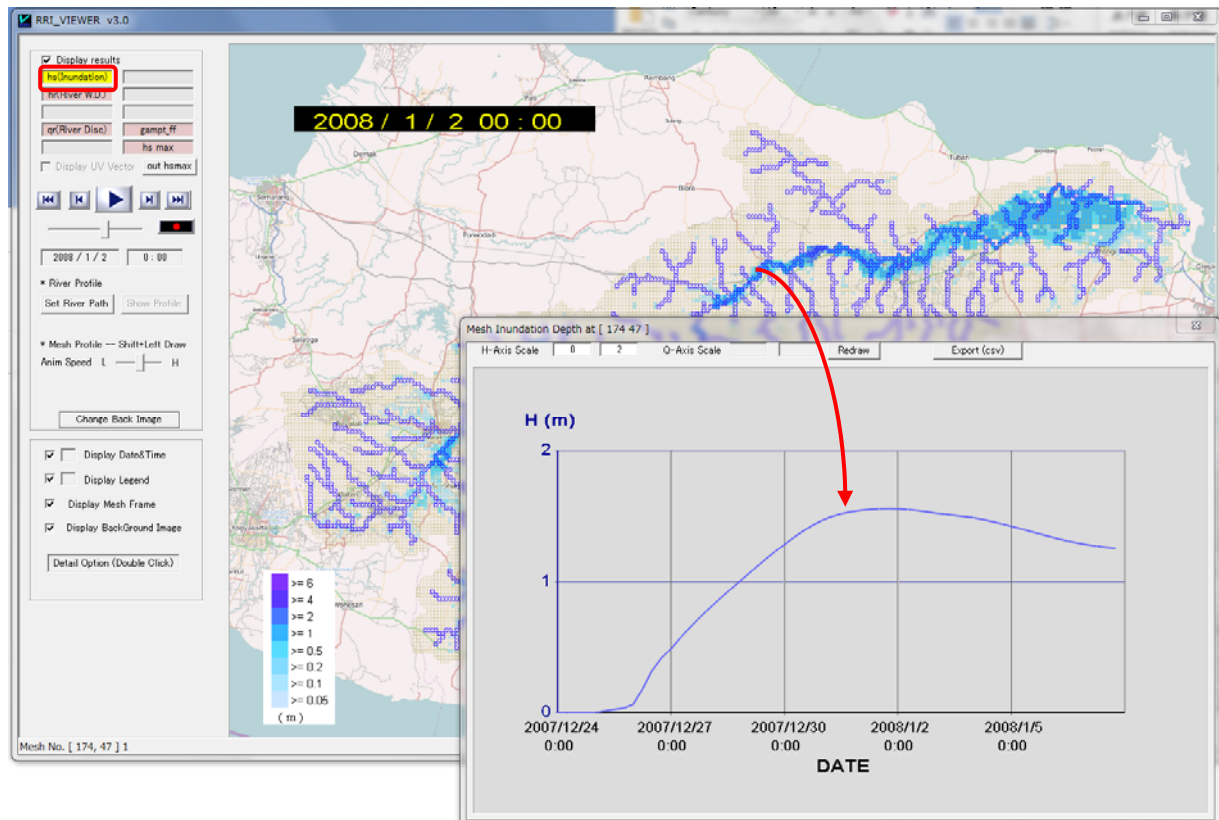 RRI_VIEWER v3.0
Display results
hs(Inundation)
hr(River W.D.)
qr(River Disc)
gampt_ff
hs max
Display UV Vector
out hsmax
2008 / 1 / 2
0 : 00
* River Profile
Set River Path
Show Profile
* Mesh Profile -- Shift+Left Draw
Anim Speed L H
Change Back Image
Display Date&Time
Display Legend
Display Mesh Frame
Display BackGround Image
Detail Option (Double Click)
Mesh No. [ 174, 47 ] 1
2008 / 1 / 2 00 : 00
Rembang
Demak
Semarang
Blora
Tuban
Purwodadi
Salatiga
>= 6
>= 4
>= 2
>= 1
>= 0.5
>= 0.2
>= 0.1
>= 0.05
( m )
Mesh Inundation Depth at [ 174 47 ]
H-Axis Scale 0 2 Q-Axis Scale Redraw Export (csv)
H (m)
2
1
0
2007/12/24 2007/12/27 2007/12/30 2008/1/2 2008/1/5
0:00 0:00 0:00 0:00 0:00
DATE